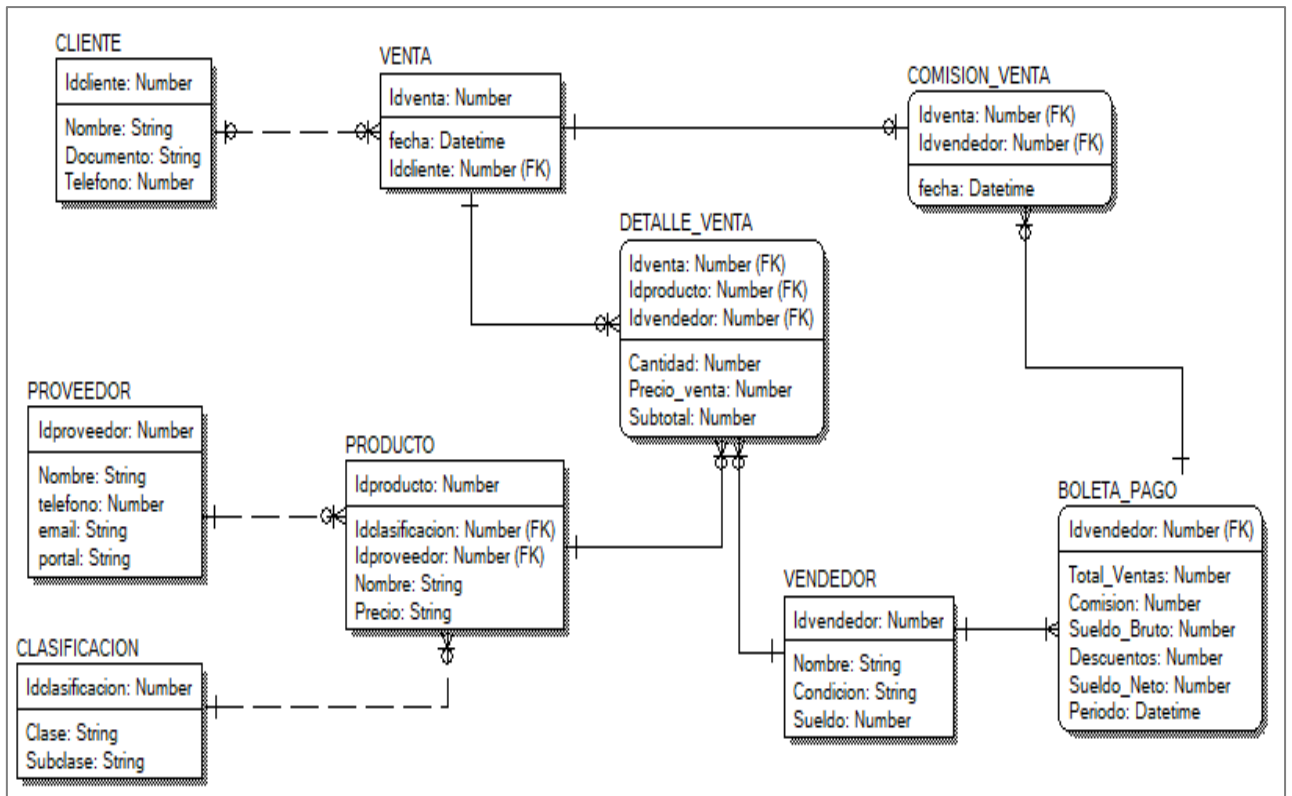 CLIENTE
Idcliente: Number
Nombre: String
Documento: String
Telefono: Number
VENTA
Idventa: Number
fecha: Datetime
Idcliente: Number (FK)
COMISION_VENTA
Idventa: Number (FK)
Idvendedor: Number (FK)
fecha: Datetime
DETALLE_VENTA
Idventa: Number (FK)
Idproducto: Number (FK)
Idvendedor: Number (FK)
Cantidad: Number
Precio_venta: Number
Subtotal: Number
PROVEEDOR
Idproveedor: Number
Nombre: String
telefono: Number
email: String
portal: String
PRODUCTO
Idproducto: Number
Idclasificacion: Number (FK)
Idproveedor: Number (FK)
Nombre: String
Precio: String
CLASIFICACION
Idclasificacion: Number
Clase: String
Subclase: String
VENDEDOR
Idvendedor: Number
Nombre: String
Condicion: String
Sueldo: Number
BOLETA_PAGO
Idvendedor: Number (FK)
Total_Ventas: Number
Comision: Number
Sueldo_Bruto: Number
Descuentos: Number
Sueldo_Neto: Number
Periodo: Datetime